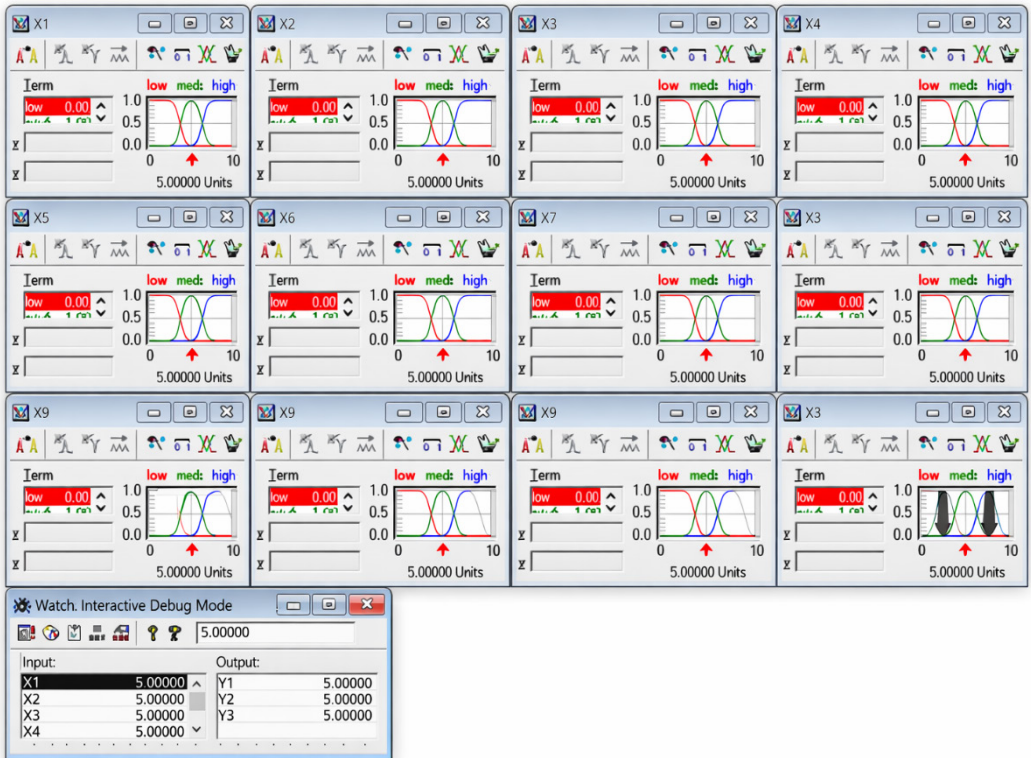 X1
Term
low med: high
low 0.00
1.0
0.5
0.0
x
0 10
x
5.00000 Units
X2
Term
low med: high
low 0.00
1.0
0.5
0.0
x
0 10
x
5.00000 Units
X3
Term
low med: high
low 0.00
1.0
0.5
0.0
x
0 10
x
5.00000 Units
X4
Term
low med: high
low 0.00
1.0
0.5
0.0
x
0 10
x
5.00000 Units
X5
Term
low med: high
low 0.00
1.0
0.5
0.0
x
0 10
x
5.00000 Units
X6
Term
low med: high
low 0.00
1.0
0.5
0.0
x
0 10
x
5.00000 Units
X7
Term
low med: high
low 0.00
1.0
0.5
0.0
x
0 10
x
5.00000 Units
X3
Term
low med: high
low 0.00
1.0
0.5
0.0
x
0 10
x
5.00000 Units
X9
Term
low med: high
low 0.00
1.0
0.5
0.0
x
0 10
x
5.00000 Units
X9
Term
low med: high
low 0.00
1.0
0.5
0.0
x
0 10
x
5.00000 Units
X9
Term
low med: high
low 0.00
1.0
0.5
0.0
x
0 10
x
5.00000 Units
X3
Term
low med: high
low 0.00
1.0
0.5
0.0
x
0 10
x
5.00000 Units
Watch. Interactive Debug Mode
5.00000
Input: Output:
X1 5.00000 Y1 5.00000
X2 5.00000 Y2 5.00000
X3 5.00000 Y3 5.00000
X4 5.00000